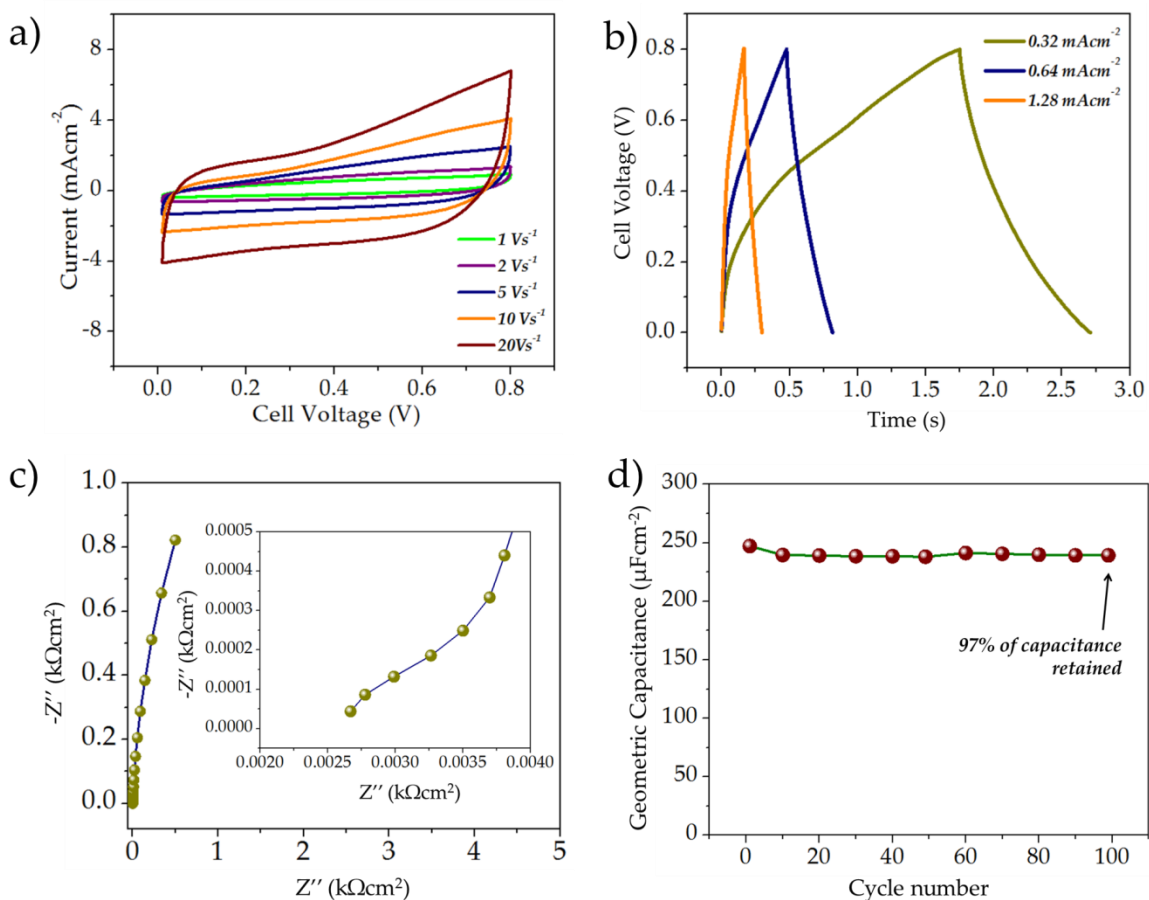 a)
8
4
0
-4
-8
Current (mAcm⁻²)
0.0 0.2 0.4 0.6 0.8
Cell Voltage (V)
1 Vs⁻¹
2 Vs⁻¹
5 Vs⁻¹
10 Vs⁻¹
20Vs⁻¹
b)
0.8
0.6
0.4
0.2
0.0
Cell Voltage (V)
0.0 0.5 1.0 1.5 2.0 2.5 3.0
Time (s)
0.32 mAcm⁻²
0.64 mAcm⁻²
1.28 mAcm⁻²
c)
1.0
0.8
0.6
0.4
0.2
0.0
-Z'' (kΩcm²)
0 1 2 3 4 5
Z'' (kΩcm²)
0.0005
0.0004
0.0003
0.0002
0.0001
0.0000
-Z'' (kΩcm²)
0.0020 0.0025 0.0030 0.0035 0.0040
Z'' (kΩcm²)
d)
300
250
200
150
100
50
0
Geometric Capacitance (µFcm⁻²)
0 20 40 60 80 100
Cycle number
97% of capacitance
retained